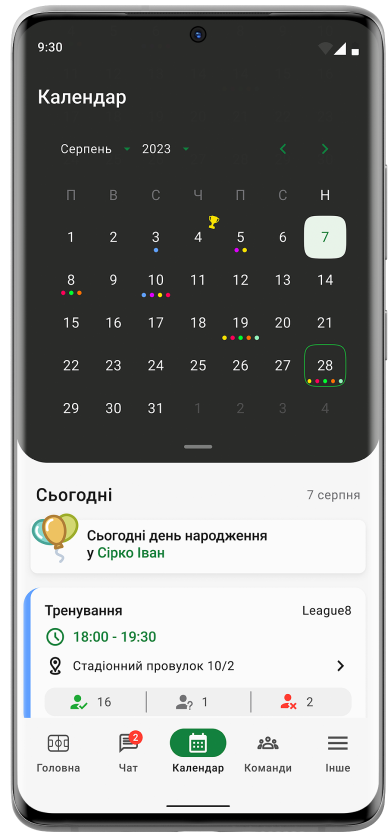 9:30
Календар
Серпень 2023
П В С Ч П С Н
1 2 3 4 5 6 7
8 9 10 11 12 13 14
15 16 17 18 19 20 21
22 23 24 25 26 27 28
29 30 31 1 2 3 4
Сьогодні 7 серпня
Сьогодні день народження
у Сірко Іван
Тренування League8
18:00 - 19:30
Стадіонний провулок 10/2
16 ? 1 2
2
Головна Чат Календар Команди Інше